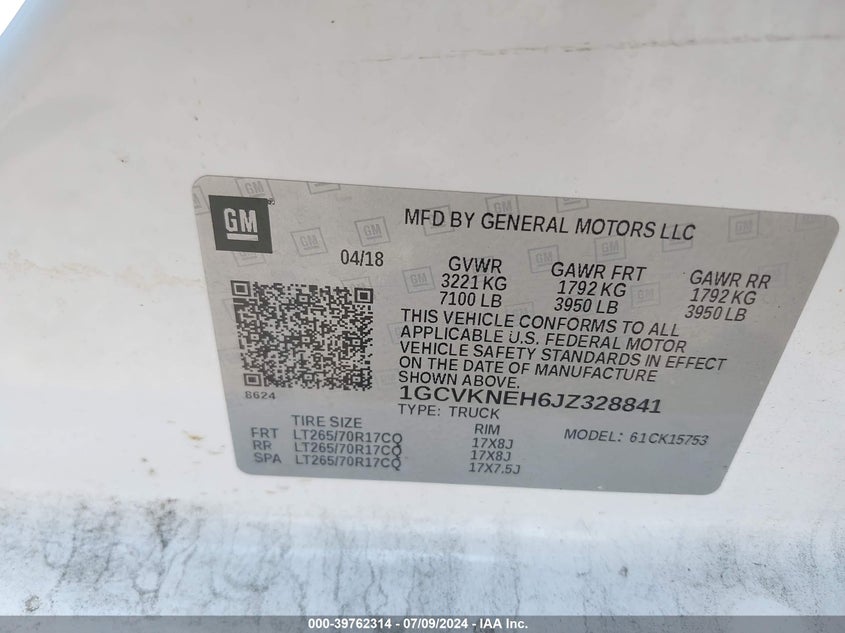 GM
MFD BY GENERAL MOTORS LLC
04/18
GVWR GAWR FRT GAWR RR
3221 KG 1792 KG 1792 KG
7100 LB 3950 LB 3950 LB
THIS VEHICLE CONFORMS TO ALL
APPLICABLE U.S. FEDERAL MOTOR
VEHICLE SAFETY STANDARDS IN EFFECT
ON THE DATE OF MANUFACTURE
SHOWN ABOVE.
8624
1GCVKNEH6JZ328841
TYPE: TRUCK
TIRE SIZE RIM MODEL: 61CK15753
FRT LT265/70R17CQ 17X8J
RR LT265/70R17CQ 17X8J
SPA LT265/70R17CQ 17X7.5J
000-39762314 - 07/09/2024 - IAAI Inc.